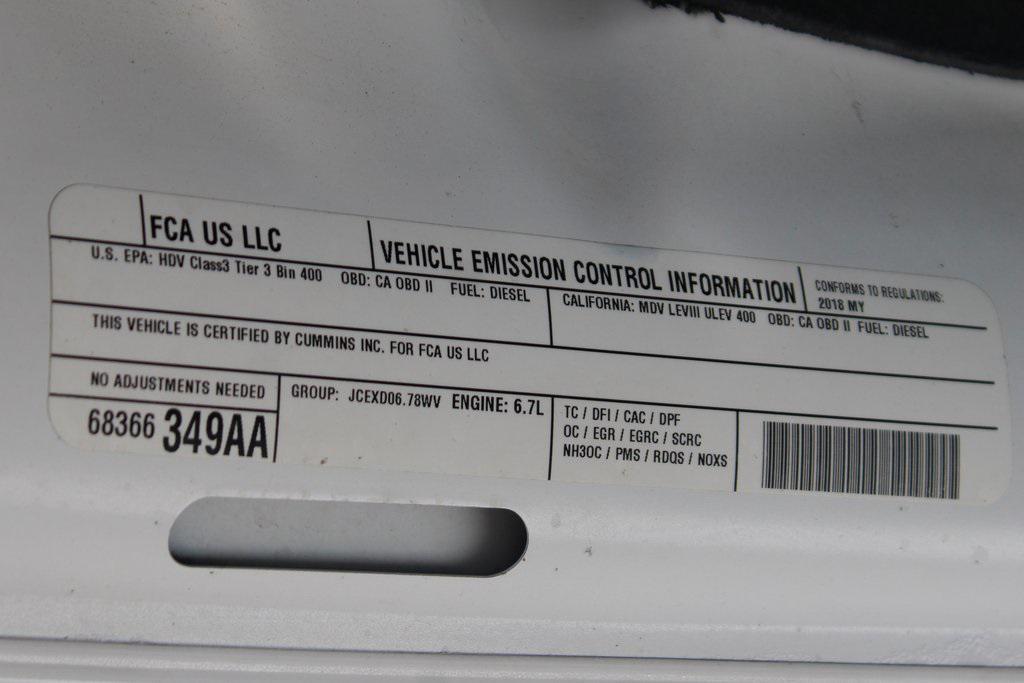 FCA US LLC
VEHICLE EMISSION CONTROL INFORMATION
CONFORMS TO REGULATIONS:
2018 MY
U.S. EPA: HDV Class3 Tier 3 Bin 400 OBD: CA OBD II FUEL: DIESEL
CALIFORNIA: MDV LEVIII ULEV 400 OBD: CA OBD II FUEL: DIESEL
THIS VEHICLE IS CERTIFIED BY CUMMINS INC. FOR FCA US LLC
NO ADJUSTMENTS NEEDED
68366 349AA
GROUP: JCEXD06.78WV ENGINE: 6.7L
TC / DFI / CAC / DPF
OC / EGR / EGRC / SCRC
NH3OC / PMS / RDQS / NOXS